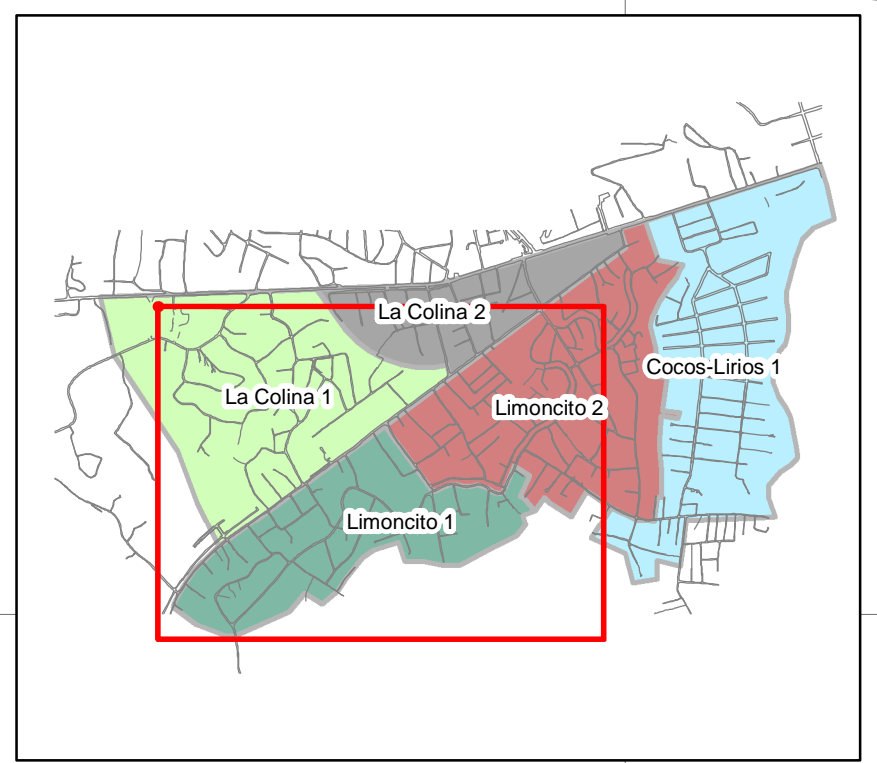 La Colina 2
Cocos-Lirios 1
La Colina 1
Limoncito 2
Limoncito 1